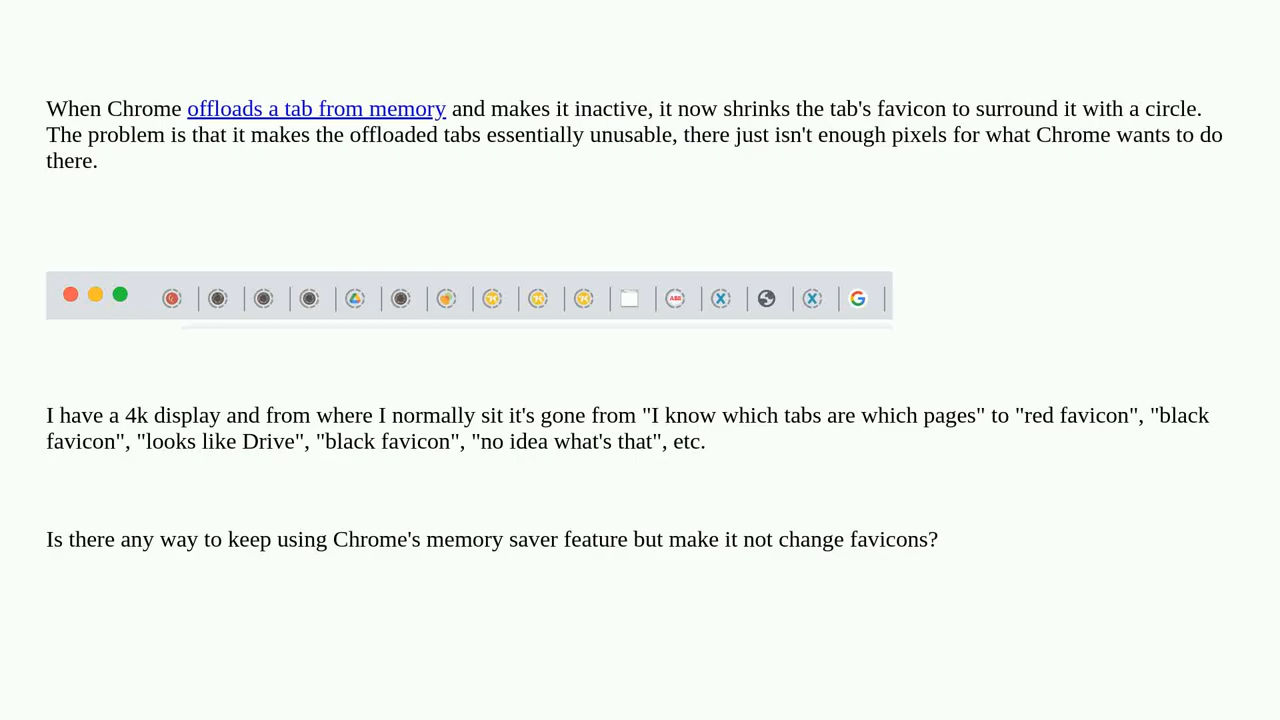 When Chrome offloads a tab from memory and makes it inactive, it now shrinks the tab's favicon to surround it with a circle.
The problem is that it makes the offloaded tabs essentially unusable, there just isn't enough pixels for what Chrome wants to do
there.
ABB
I have a 4k display and from where I normally sit it's gone from "I know which tabs are which pages" to "red favicon", "black
favicon", "looks like Drive", "black favicon", "no idea what's that", etc.
Is there any way to keep using Chrome's memory saver feature but make it not change favicons?